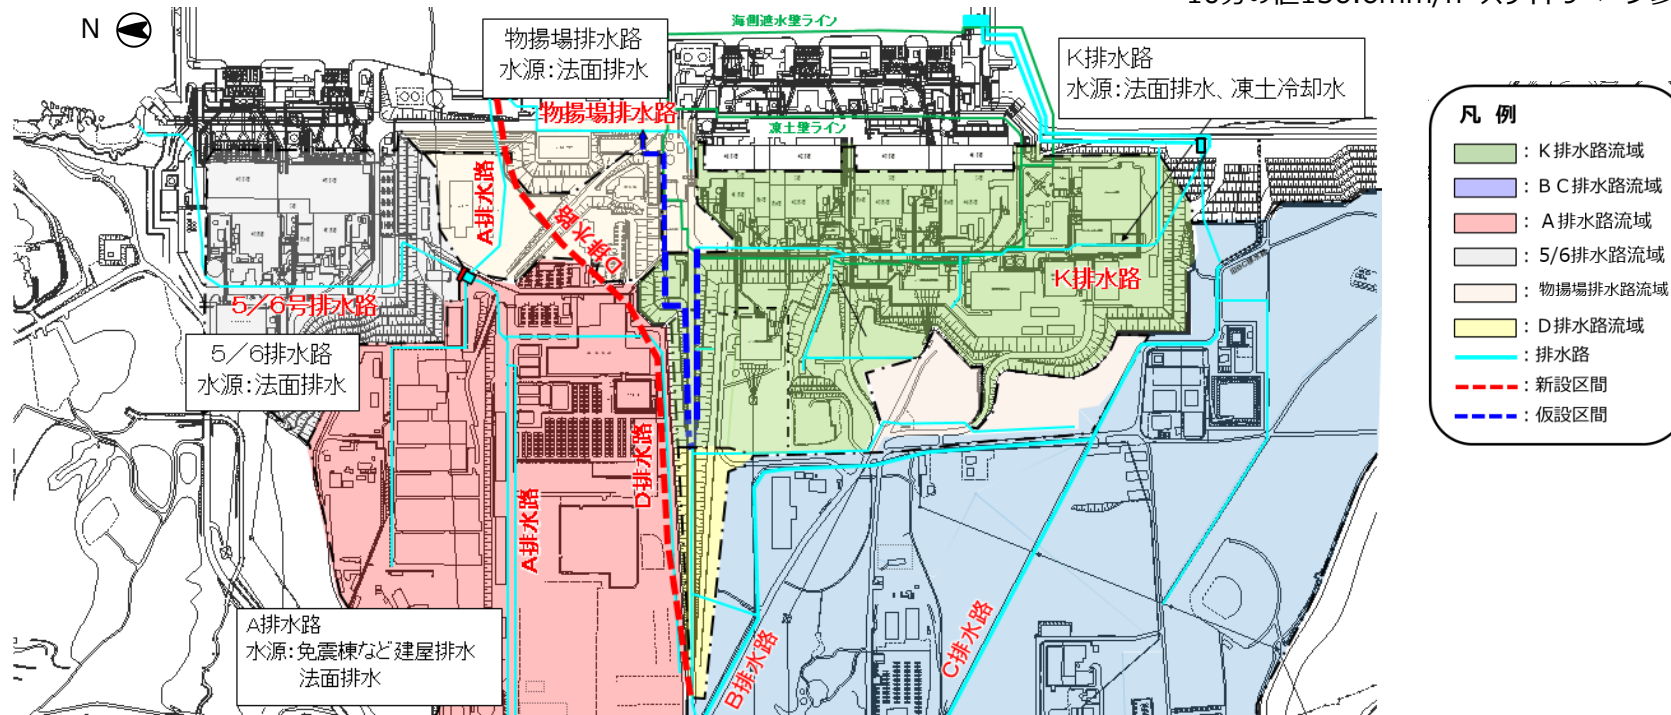 N
海側遮水壁ライン
物揚場排水路
水源:法面排水
K排水路
水源:法面排水、凍土冷却水
物揚場排水路
凍土壁ライン
A排水路
D排水路
K排水路
5／6号排水路
5／6排水路
水源:法面排水
D排水路
A排水路
A排水路
水源:免震棟など建屋排水
法面排水
B排水路
C排水路
凡 例
: K排水路流域
: BC排水路流域
: A排水路流域
: 5/6排水路流域
: 物揚場排水路流域
: D排水路流域
: 排水路
: 新設区間
: 仮設区間